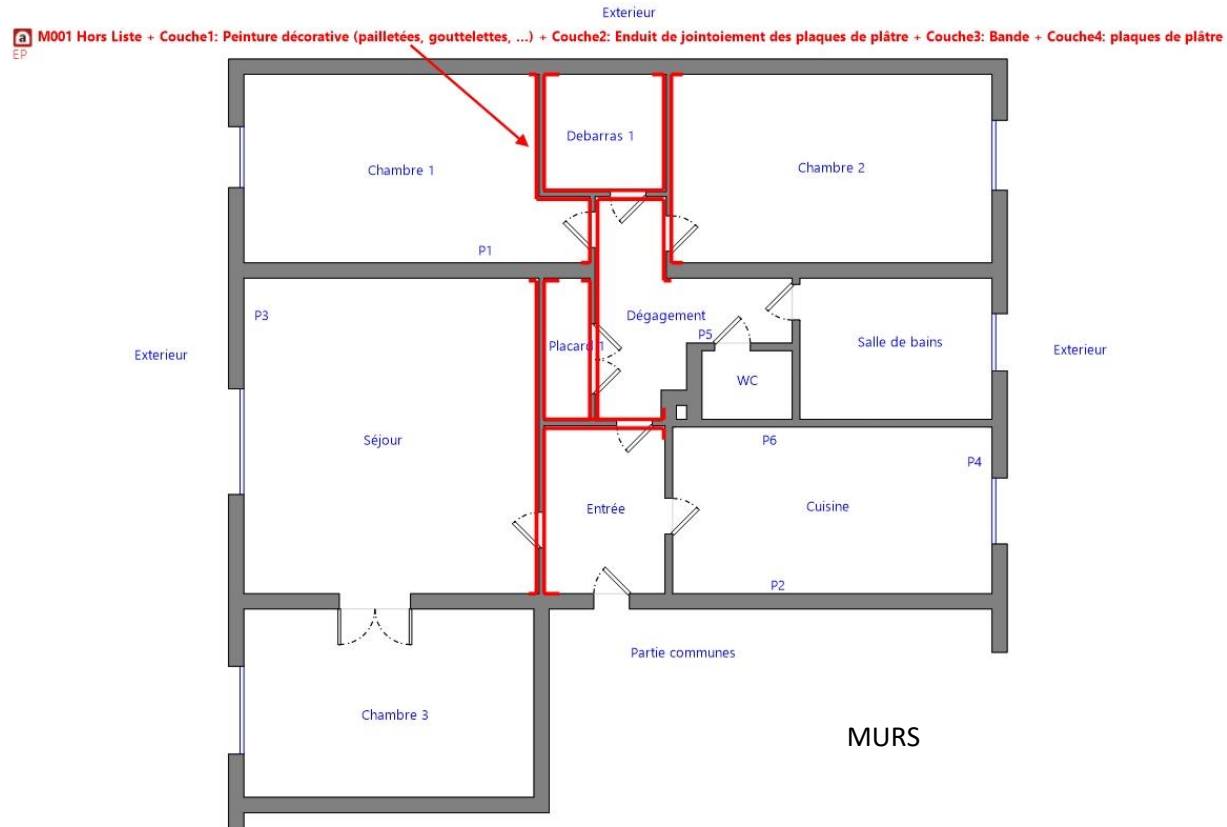 Exterieur
a M001 Hors Liste + Couche1: Peinture décorative (pailletées, gouttelettes, ...) + Couche2: Enduit de jointoiement des plaques de plâtre + Couche3: Bande + Couche4: plaques de plâtre
EP
Debarras 1
Chambre 1
Chambre 2
P1
P3
Dégagement
P5
Exterieur
Placard 1
Salle de bains
Exterieur
WC
Séjour
P6
P4
Entrée
Cuisine
P2
Partie communes
Chambre 3
MURS